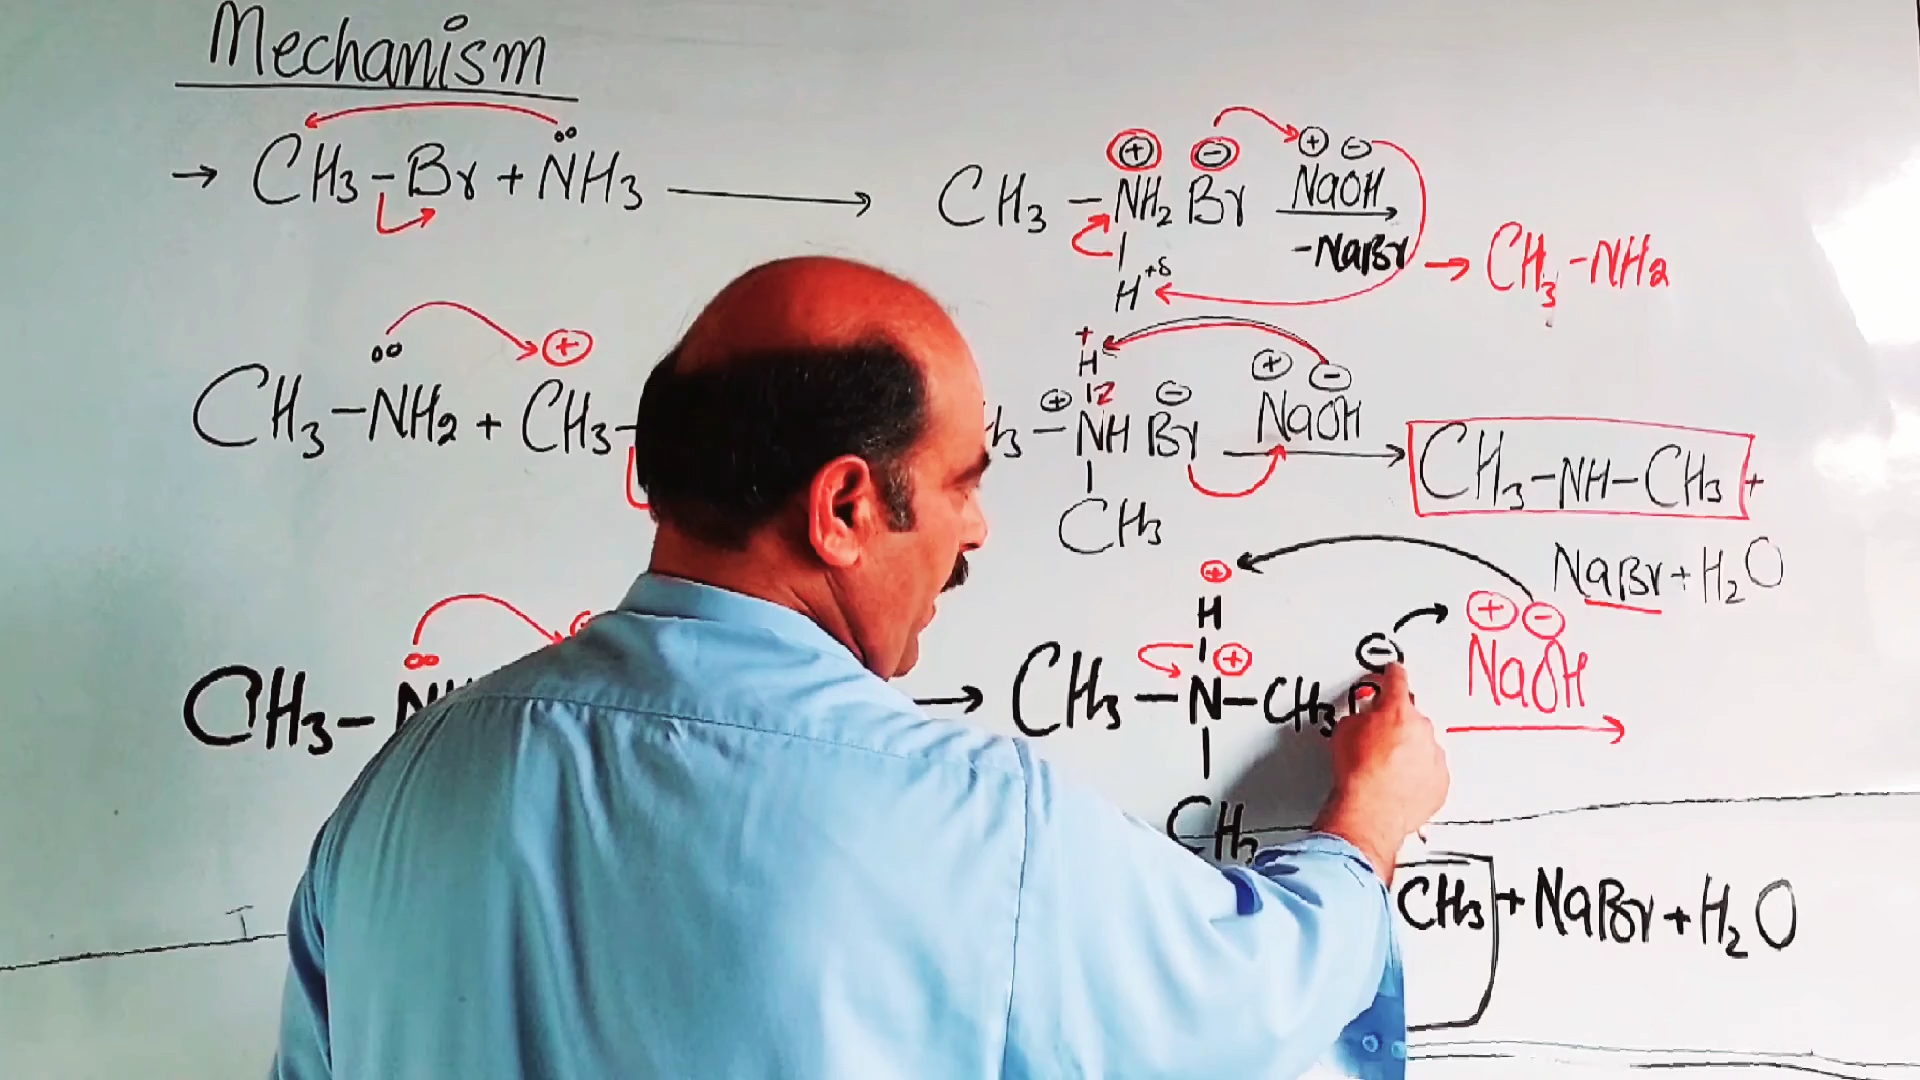 Mechanism
→ CH3-Br + NH3 → CH3-NH2 Br NaOH
-NaBr → CH3-NH2
H+δ
+
H
CH3-NH2 + CH3- -NH Br NaOH → CH3-NH-CH3 +
CH3
NaBr + H2O
H
CH3- → CH3-N-CH3 NaOH →
CH3
CH3 + NaBr + H2O